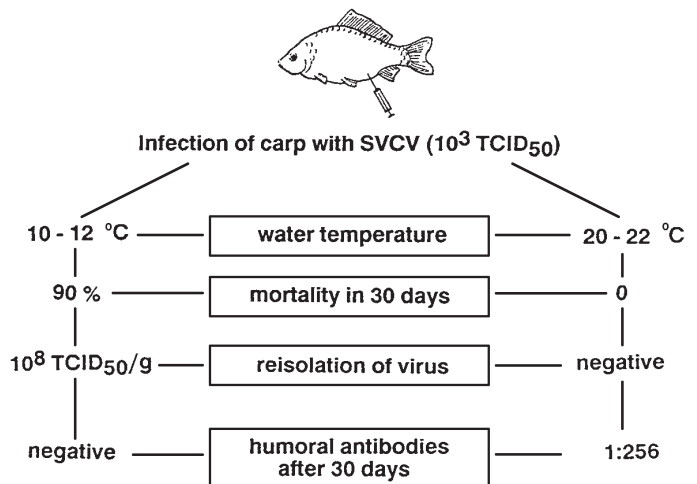 Infection of carp with SVCV (10³ TCID₅₀)
10 - 12 °C water temperature 20 - 22 °C
90 % mortality in 30 days 0
10⁸ TCID₅₀/g reisolation of virus negative
negative humoral antibodies after 30 days 1:256